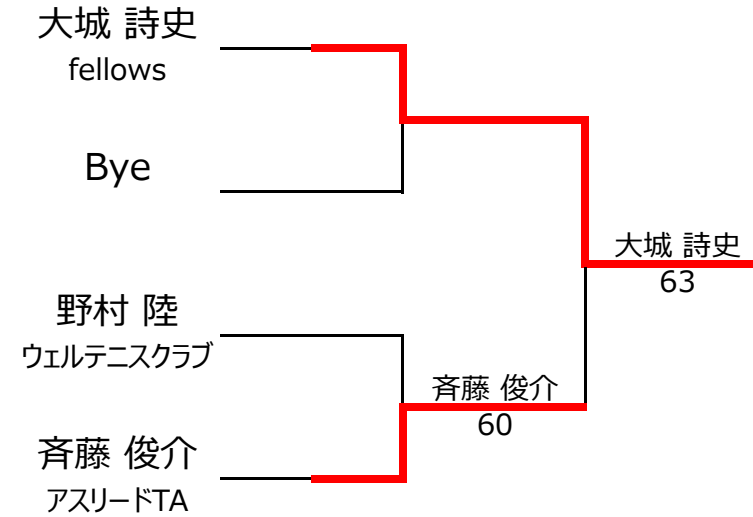 大城 詩史
fellows
Bye
野村 陸
ウェルテニスクラブ
斉藤 俊介
アスリードTA
斉藤 俊介
60
大城 詩史
63